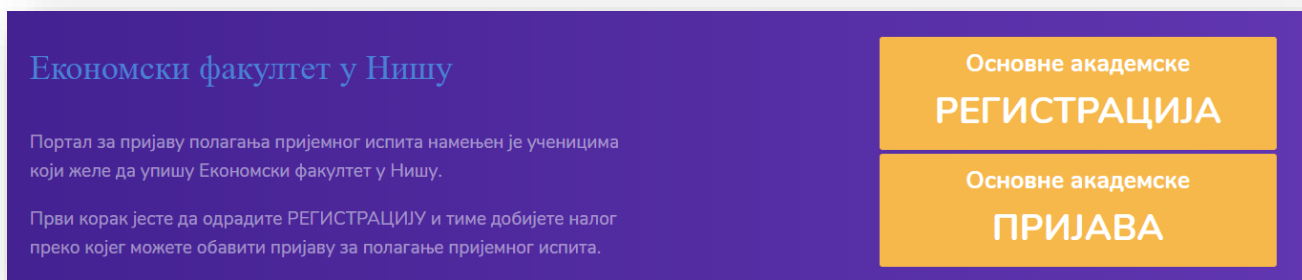 Економски факултет у Нишу
Портал за пријаву полагања пријемног испита намењен је ученицима
који желе да упишу Економски факултет у Нишу.
Први корак јесте да одрадите РЕГИСТРАЦИЈУ и тиме добијете налог
преко којег можете обавити пријаву за полагање пријемног испита.
Основне академске
РЕГИСТРАЦИЈА
Основне академске
ПРИЈАВА